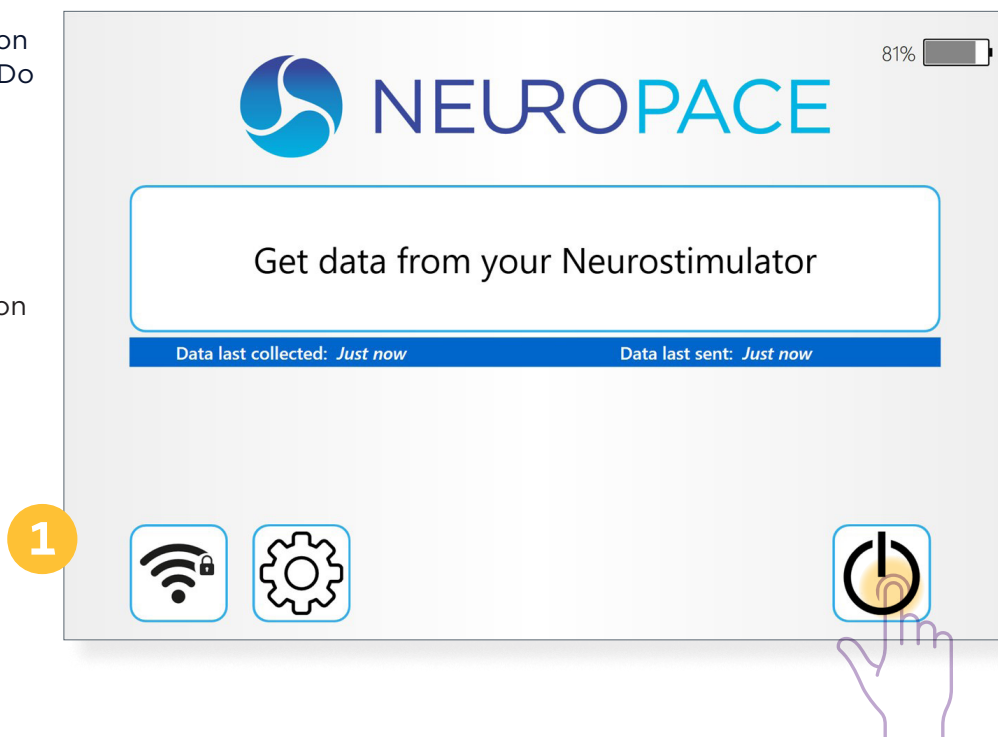 on
Do
on
81%
NEUROPACE
Get data from your Neurostimulator
Data last collected: Just now Data last sent: Just now
1